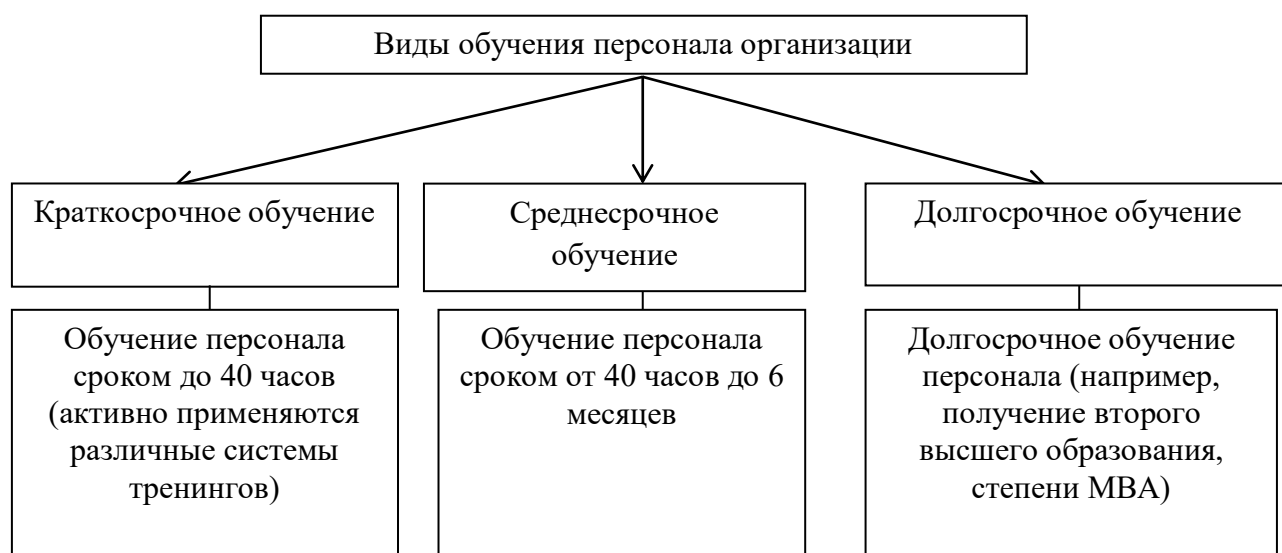 Виды обучения персонала организации
Краткосрочное обучение
Среднесрочное
обучение
Долгосрочное обучение
Обучение персонала
сроком до 40 часов
(активно применяются
различные системы
тренингов)
Обучение персонала
сроком от 40 часов до 6
месяцев
Долгосрочное обучение
персонала (например,
получение второго
высшего образования,
степени МВА)